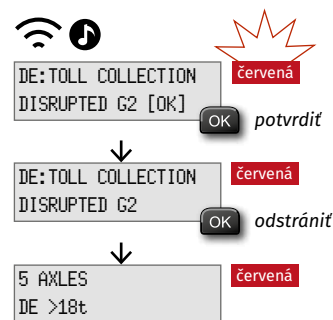 DE:TOLL COLLECTION
DISRUPTED G2 [OK]
červená
OK
potvrdiť
DE:TOLL COLLECTION
DISRUPTED G2
červená
OK
odstrániť
5 AXLES
DE >18t
červená